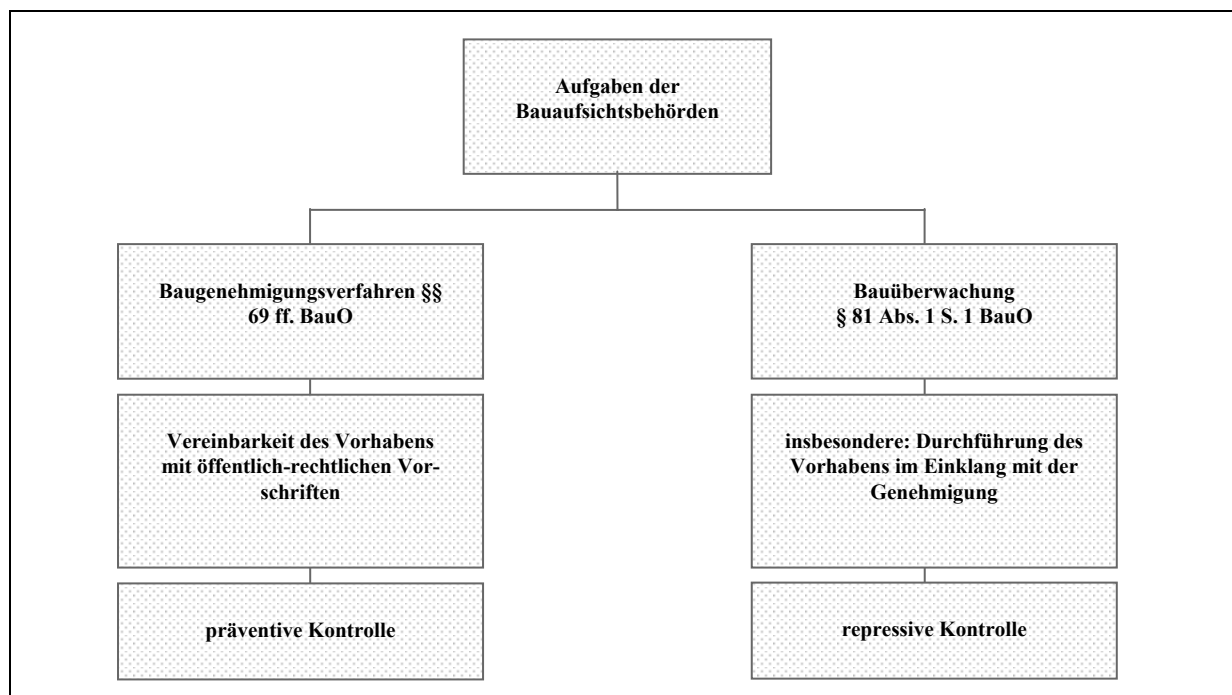 Aufgaben der
Bauaufsichtsbehörden
Baugenehmigungsverfahren §§
69 ff. BauO
Vereinbarkeit des Vorhabens
mit öffentlich-rechtlichen Vor-
schriften
präventive Kontrolle
Bauüberwachung
§ 81 Abs. 1 S. 1 BauO
insbesondere: Durchführung des
Vorhabens im Einklang mit der
Genehmigung
repressive Kontrolle